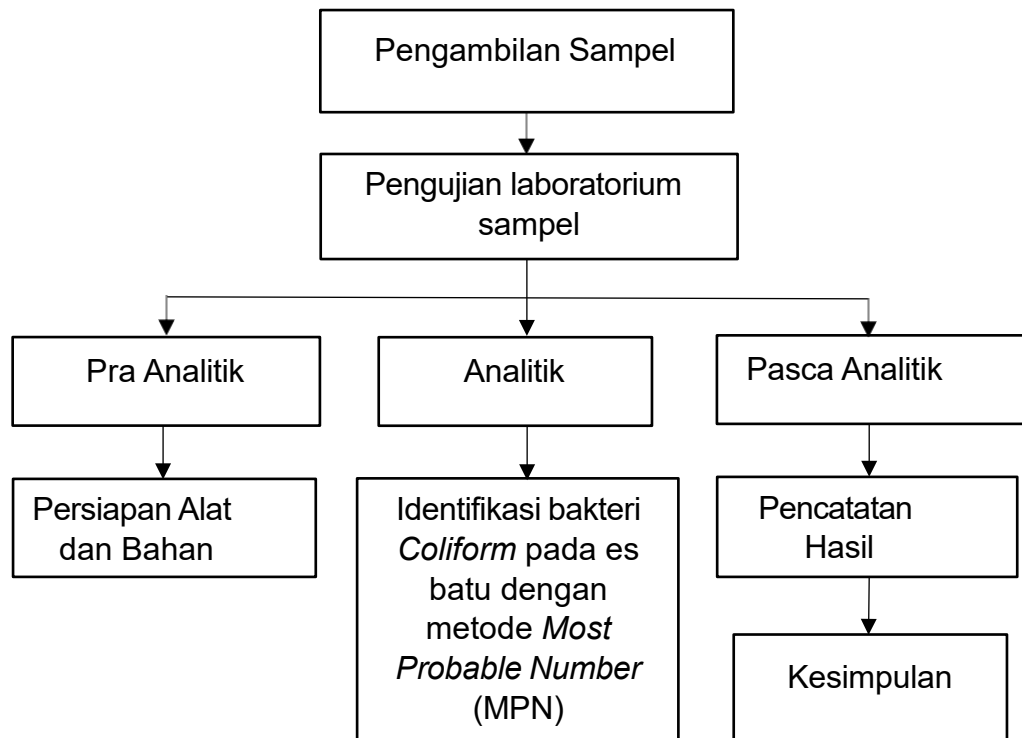 Pengambilan Sampel
Pengujian laboratorium
sampel
Pra Analitik
Analitik
Pasca Analitik
Persiapan Alat
dan Bahan
Identifikasi bakteri
Coliform pada es
batu dengan
metode Most
Probable Number
(MPN)
Pencatatan
Hasil
Kesimpulan